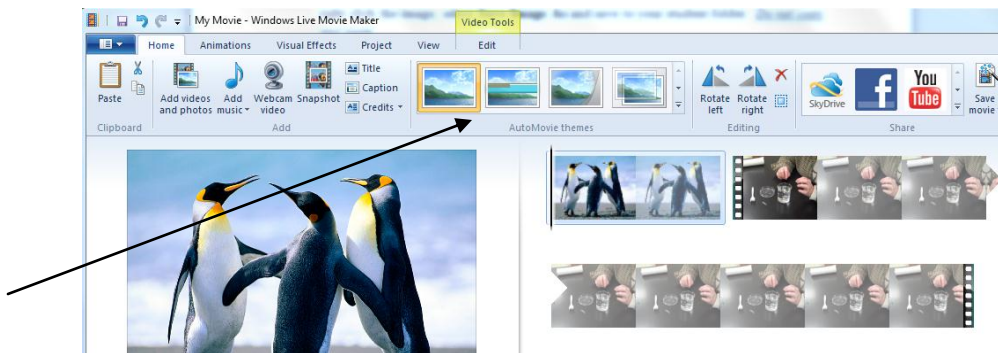 My Movie - Windows Live Movie Maker
Video Tools
Home Animations Visual Effects Project View Edit
Paste
Add videos and photos
Add music
Webcam video
Snapshot
Title
Caption
Credits
Rotate left
Rotate right
SkyDrive
f
You Tube
Save movie
Clipboard Add AutoMovie themes Editing Share